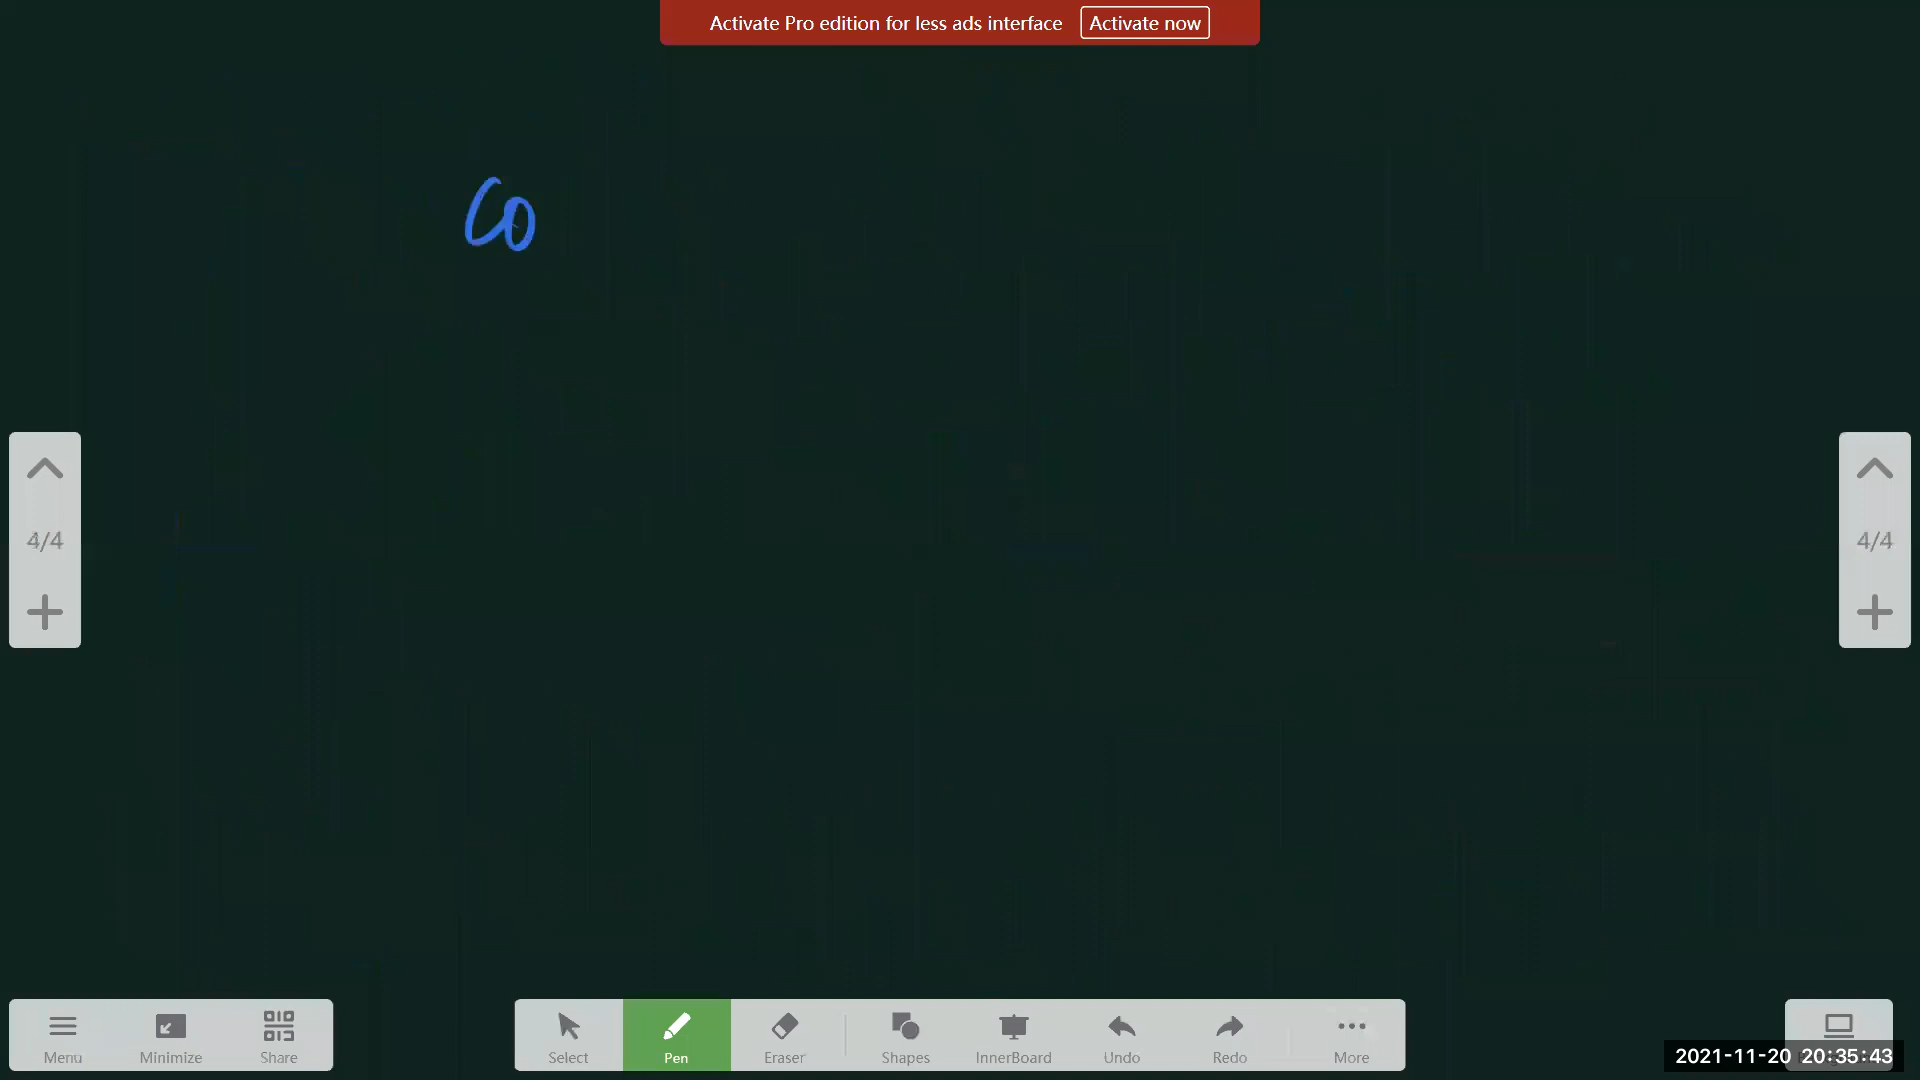 Activate Pro edition for less ads interface Activate now
Co
4/4
4/4
Menu Minimize Share Select Pen Eraser Shapes InnerBoard Undo Redo More
2021-11-20 20:35:43